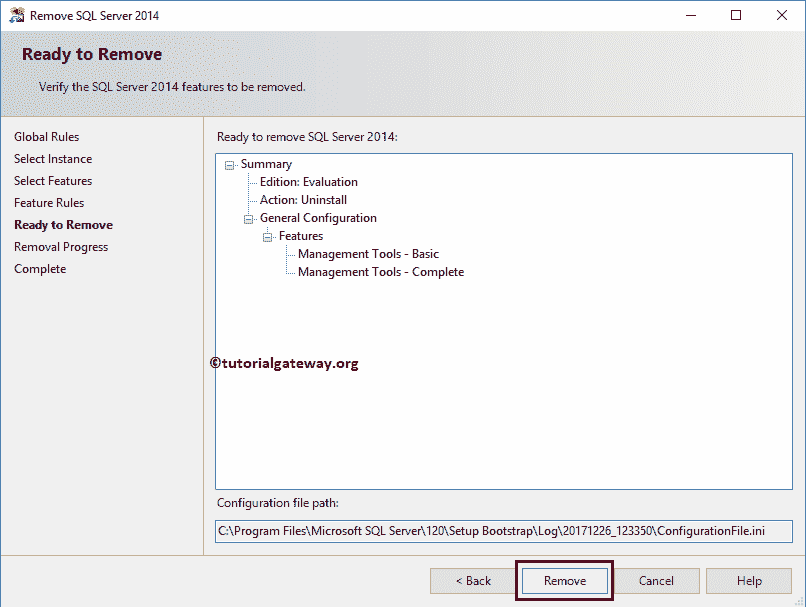 Remove SQL Server 2014
Ready to Remove
Verify the SQL Server 2014 features to be removed.
Global Rules
Select Instance
Select Features
Feature Rules
Ready to Remove
Removal Progress
Complete
Ready to remove SQL Server 2014:
Summary
Edition: Evaluation
Action: Uninstall
General Configuration
Features
Management Tools - Basic
Management Tools - Complete
©tutorialgateway.org
Configuration file path:
C:\Program Files\Microsoft SQL Server\120\Setup Bootstrap\Log\20171226_123350\ConfigurationFile.ini
< Back Remove Cancel Help